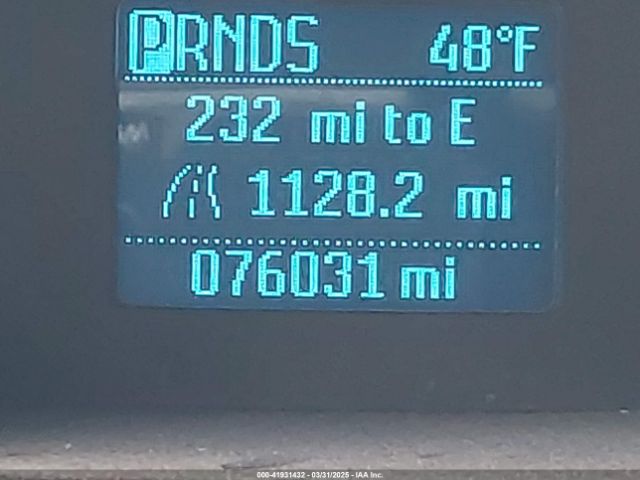 PRNDS 48°F
232 mi to E
1128.2 mi
076031 mi
000-41931432 - 03/31/2025 - IAA Inc.